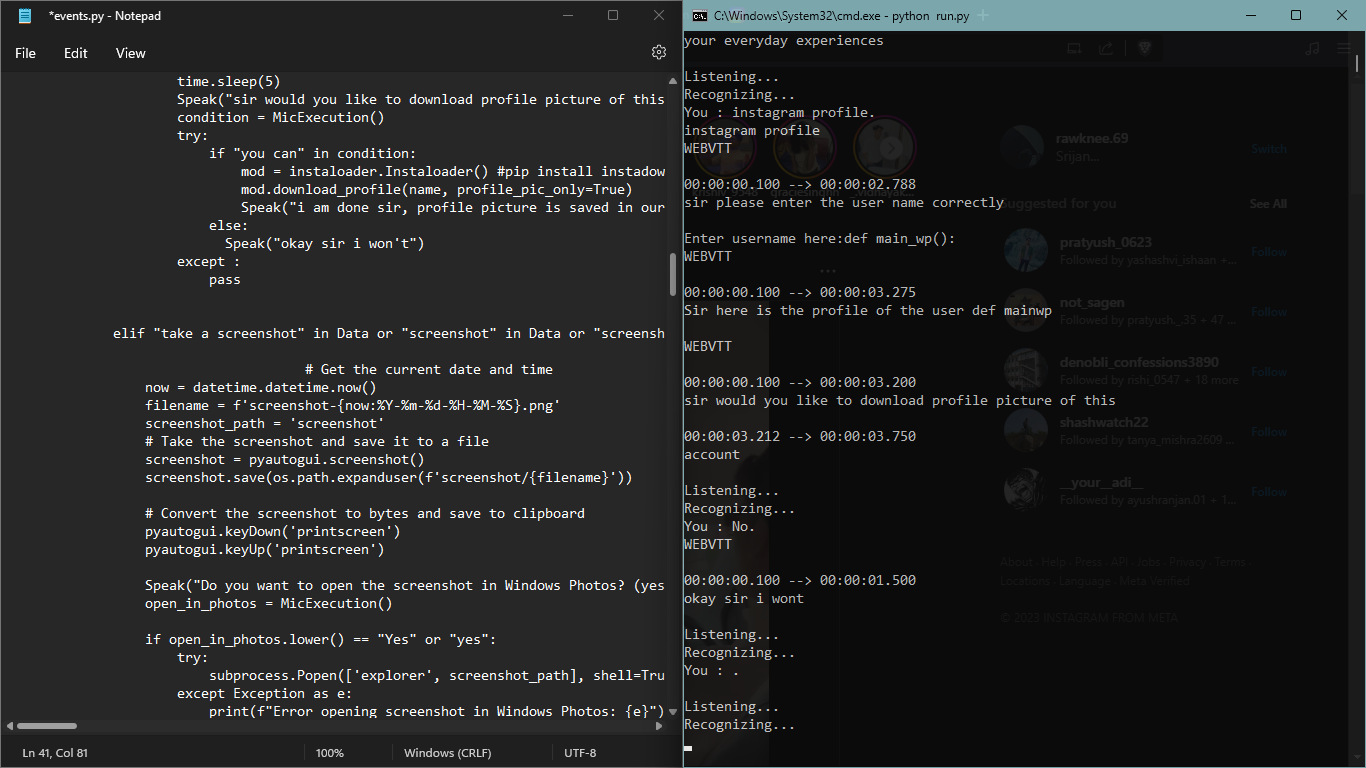 *events.py - Notepad
File Edit View
time.sleep(5)
Speak("sir would you like to download profile picture of this
condition = MicExecution()
try:
if "you can" in condition:
mod = instaloader.Instaloader() #pip install instadow
mod.download_profile(name, profile_pic_only=True)
Speak("i am done sir, profile picture is saved in our
else:
Speak("okay sir i won't")
except :
pass
elif "take a screenshot" in Data or "screenshot" in Data or "screensh
# Get the current date and time
now = datetime.datetime.now()
filename = f'screenshot-{now:%Y-%m-%d-%H-%M-%S}.png'
screenshot_path = 'screenshot'
# Take the screenshot and save it to a file
screenshot = pyautogui.screenshot()
screenshot.save(os.path.expanduser(f'screenshot/{filename}'))
# Convert the screenshot to bytes and save to clipboard
pyautogui.keyDown('printscreen')
pyautogui.keyUp('printscreen')
Speak("Do you want to open the screenshot in Windows Photos? (yes
open_in_photos = MicExecution()
if open_in_photos.lower() == "Yes" or "yes":
try:
subprocess.Popen(['explorer', screenshot_path], shell=Tru
except Exception as e:
print(f"Error opening screenshot in Windows Photos: {e}")
Ln 41, Col 81 100% Windows (CRLF) UTF-8
C:\Windows\System32\cmd.exe - python run.py
your everyday experiences
Listening...
Recognizing...
You : instagram profile.
instagram profile
WEBVTT
00:00:00.100 --> 00:00:02.788
sir please enter the user name correctly
Enter username here:def main_wp():
WEBVTT
00:00:00.100 --> 00:00:03.275
Sir here is the profile of the user def mainwp
WEBVTT
00:00:00.100 --> 00:00:03.200
sir would you like to download profile picture of this
00:00:03.212 --> 00:00:03.750
account
Listening...
Recognizing...
You : No.
WEBVTT
00:00:00.100 --> 00:00:01.500
okay sir i wont
Listening...
Recognizing...
You : .
Listening...
Recognizing...
rawknee.69
Srijan... Switch
Suggested for you See All
pratyush_0623
Followed by yashashvi_ishaan +... Follow
not_sagen
Followed by pratyush._.35 + 47 ... Follow
denobli_confessions3890
Followed by rishi_0547 + 18 more Follow
shashwatch22
Followed by tanya_mishra2609 ... Follow
__your__adi__
Followed by ayushranjan.01 + 1... Follow
About · Help · Press · API · Jobs · Privacy · Terms ·
Locations · Language · Meta Verified
© 2023 INSTAGRAM FROM META